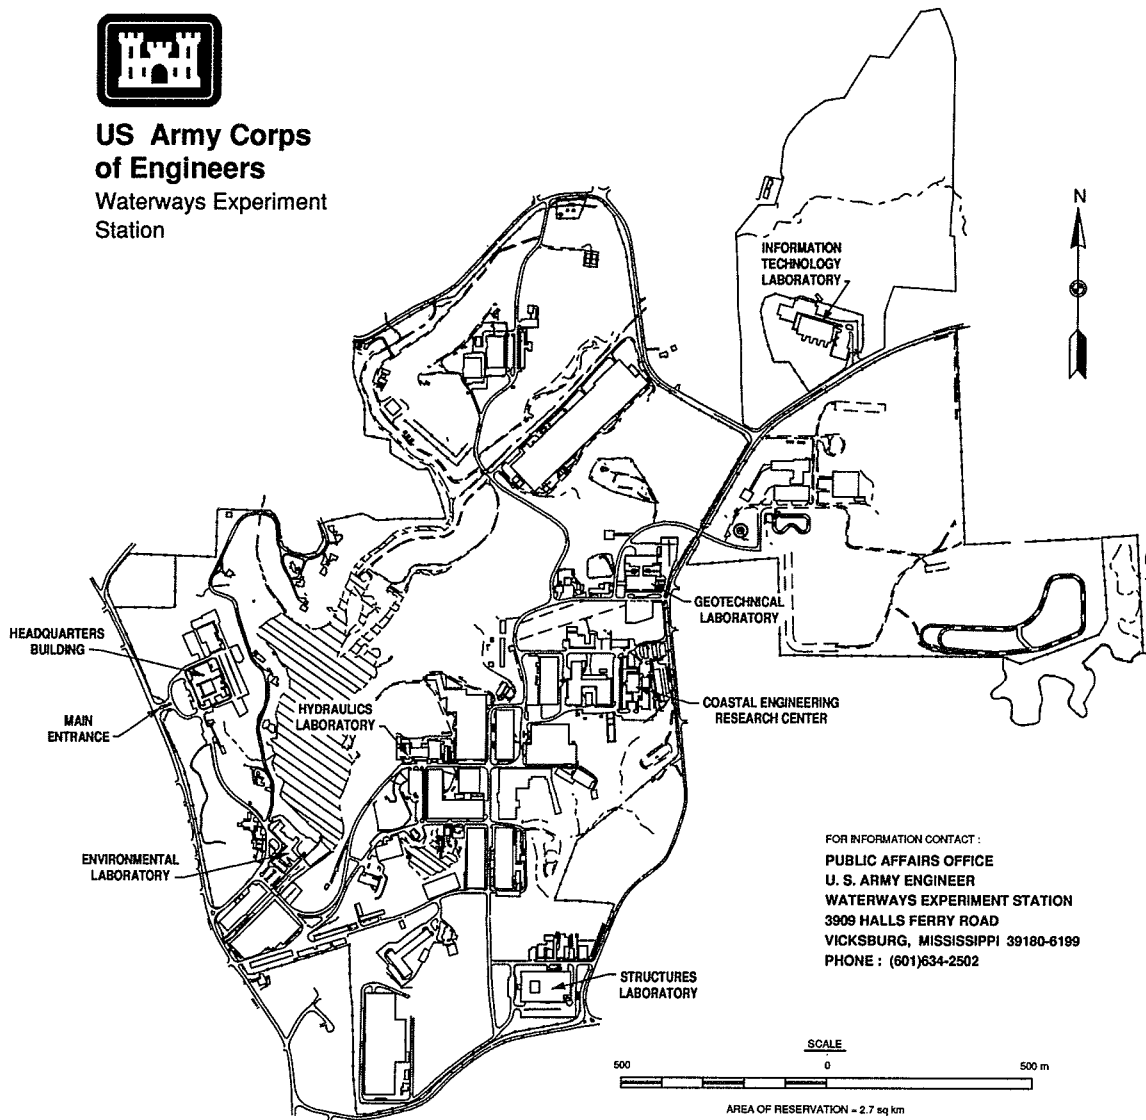 US Army Corps
of Engineers
Waterways Experiment
Station
N
INFORMATION
TECHNOLOGY
LABORATORY
GEOTECHNICAL
LABORATORY
HEADQUARTERS
BUILDING
HYDRAULICS
LABORATORY
COASTAL ENGINEERING
RESEARCH CENTER
MAIN
ENTRANCE
ENVIRONMENTAL
LABORATORY
FOR INFORMATION CONTACT :
PUBLIC AFFAIRS OFFICE
U. S. ARMY ENGINEER
WATERWAYS EXPERIMENT STATION
3909 HALLS FERRY ROAD
VICKSBURG, MISSISSIPPI 39180-6199
PHONE : (601)634-2502
STRUCTURES
LABORATORY
SCALE
500 0 500 m
AREA OF RESERVATION = 2.7 sq km